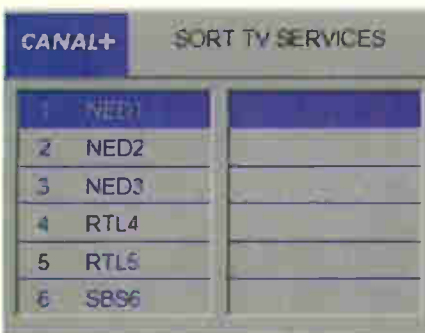 CANAL+
SORT TV SERVICES
1 NED1
2 NED2
3 NED3
4 RTL4
5 RTL5
6 SBS6